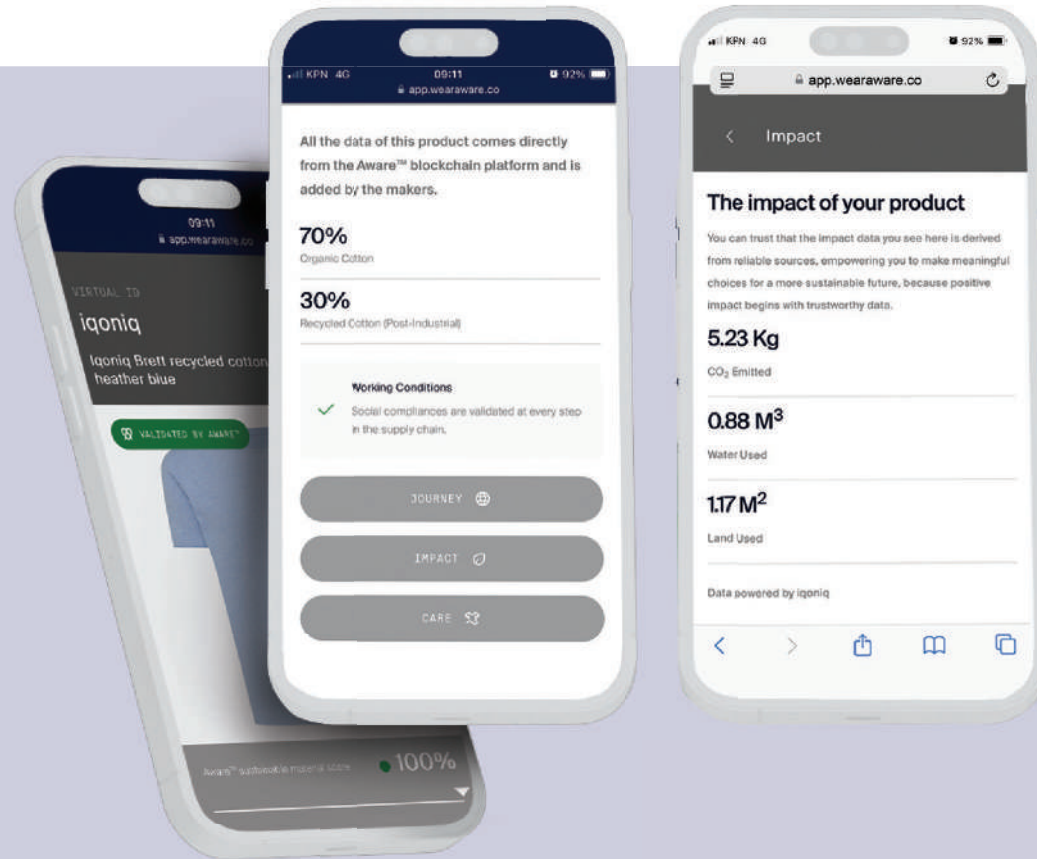 09:11
app.wearaware.co
VIRTUAL ID
iqoniq
Iqoniq Brett recycled cotton
heather blue
VALIDATED BY AWARE™
Aware™ sustainable material score
100%
KPN 4G 09:11 92%
app.wearaware.co
All the data of this product comes directly
from the Aware™ blockchain platform and is
added by the makers.
70%
Organic Cotton
30%
Recycled Cotton (Post-Industrial)
Working Conditions
Social compliances are validated at every step
in the supply chain.
JOURNEY
IMPACT
CARE
KPN 4G 92%
app.wearaware.co
Impact
The impact of your product
You can trust that the impact data you see here is derived
from reliable sources, empowering you to make meaningful
choices for a more sustainable future, because positive
impact begins with trustworthy data.
5.23 Kg
CO₂ Emitted
0.88 M³
Water Used
1.17 M²
Land Used
Data powered by iqoniq